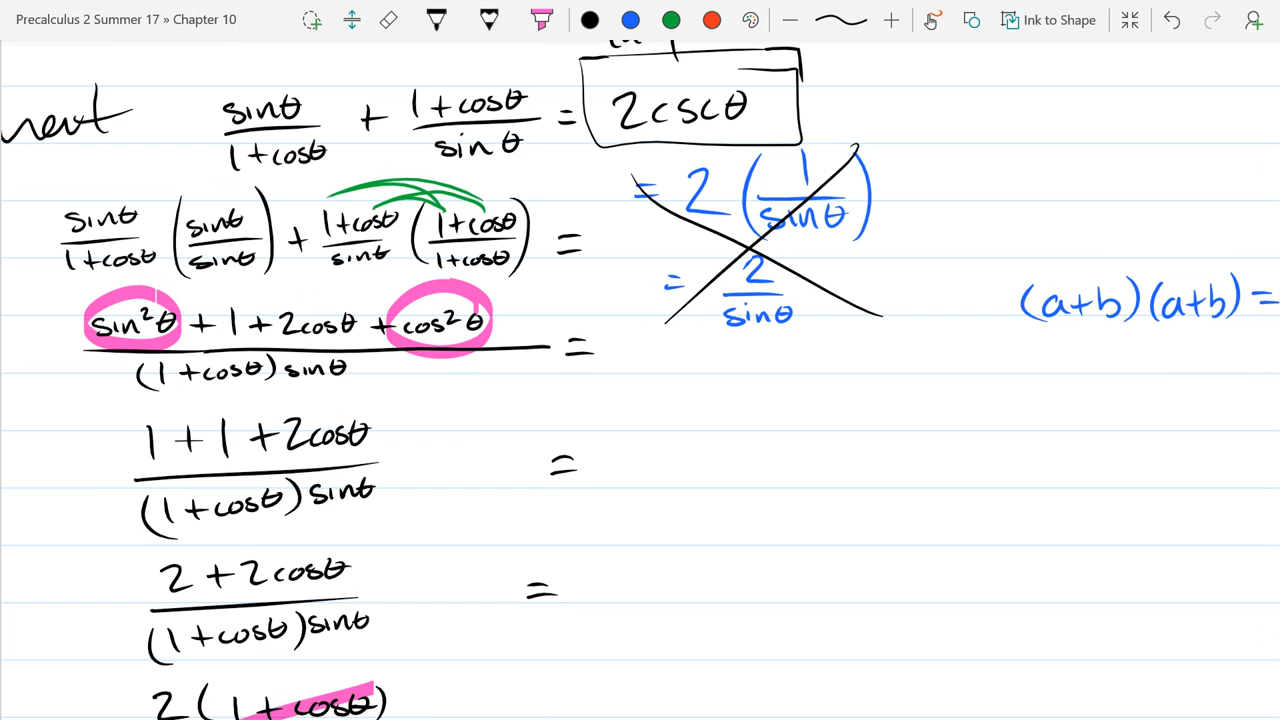 Precalculus 2 Summer 17 » Chapter 10
Ink to Shape
next sinθ/(1+cosθ) + (1+cosθ)/sinθ = 2cscθ
= 2(1/sinθ)
sinθ/(1+cosθ) (sinθ/sinθ) + (1+cosθ)/sinθ ((1+cosθ)/(1+cosθ)) =
= 2/sinθ
(a+b)(a+b) =
(sin²θ + 1 + 2cosθ + cos²θ)/((1+cosθ)sinθ) =
(1 + 1 + 2cosθ)/((1+cosθ)sinθ) =
(2 + 2cosθ)/((1+cosθ)sinθ) =
2(1 + cosθ)